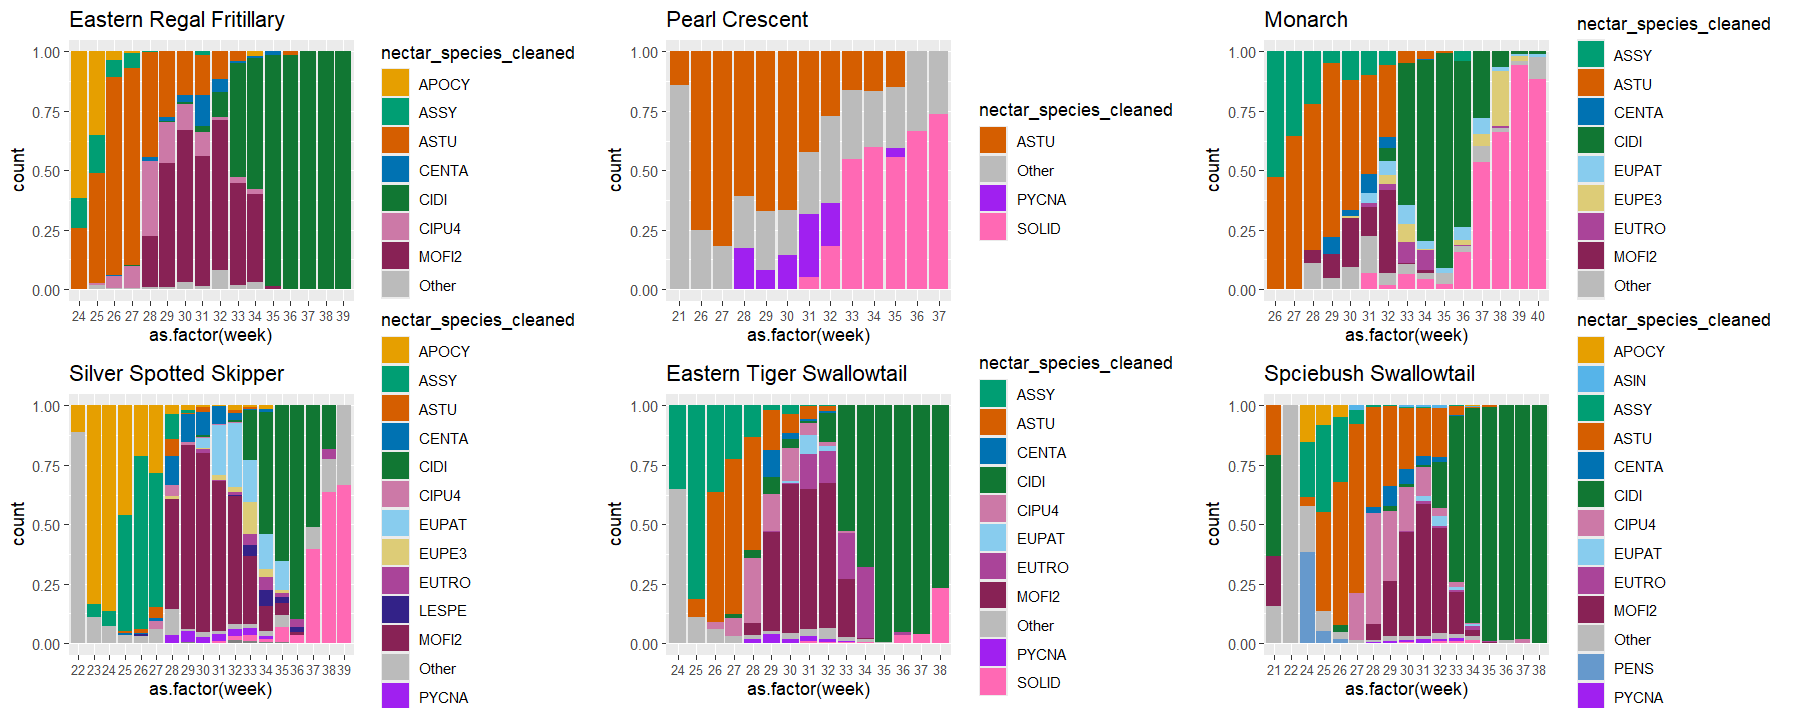 Eastern Regal Fritillary
nectar_species_cleaned
APOCY
ASSY
ASTU
CENTA
CIDI
CIPU4
MOFI2
Other
count
1.00
0.75
0.50
0.25
0.00
24 25 26 27 28 29 30 31 32 33 34 35 36 37 38 39
as.factor(week)
Pearl Crescent
nectar_species_cleaned
ASTU
Other
PYCNA
SOLID
count
1.00
0.75
0.50
0.25
0.00
21 26 27 28 29 30 31 32 33 34 35 36 37
as.factor(week)
Monarch
nectar_species_cleaned
ASSY
ASTU
CENTA
CIDI
EUPAT
EUPE3
EUTRO
MOFI2
Other
count
1.00
0.75
0.50
0.25
0.00
26 27 28 29 30 31 32 33 34 35 36 37 38 39 40
as.factor(week)
Silver Spotted Skipper
nectar_species_cleaned
APOCY
ASSY
ASTU
CENTA
CIDI
CIPU4
EUPAT
EUPE3
EUTRO
LESPE
MOFI2
Other
PYCNA
count
1.00
0.75
0.50
0.25
0.00
22 23 24 25 26 27 28 29 30 31 32 33 34 35 36 37 38 39
as.factor(week)
Eastern Tiger Swallowtail
nectar_species_cleaned
ASSY
ASTU
CENTA
CIDI
CIPU4
EUPAT
EUTRO
MOFI2
Other
PYCNA
SOLID
count
1.00
0.75
0.50
0.25
0.00
24 25 26 27 28 29 30 31 32 33 34 35 36 37 38
as.factor(week)
Spciebush Swallowtail
nectar_species_cleaned
APOCY
ASIN
ASSY
ASTU
CENTA
CIDI
CIPU4
EUPAT
EUTRO
MOFI2
Other
PENS
PYCNA
count
1.00
0.75
0.50
0.25
0.00
21 22 24 25 26 27 28 29 30 31 32 33 34 35 36 37 38
as.factor(week)